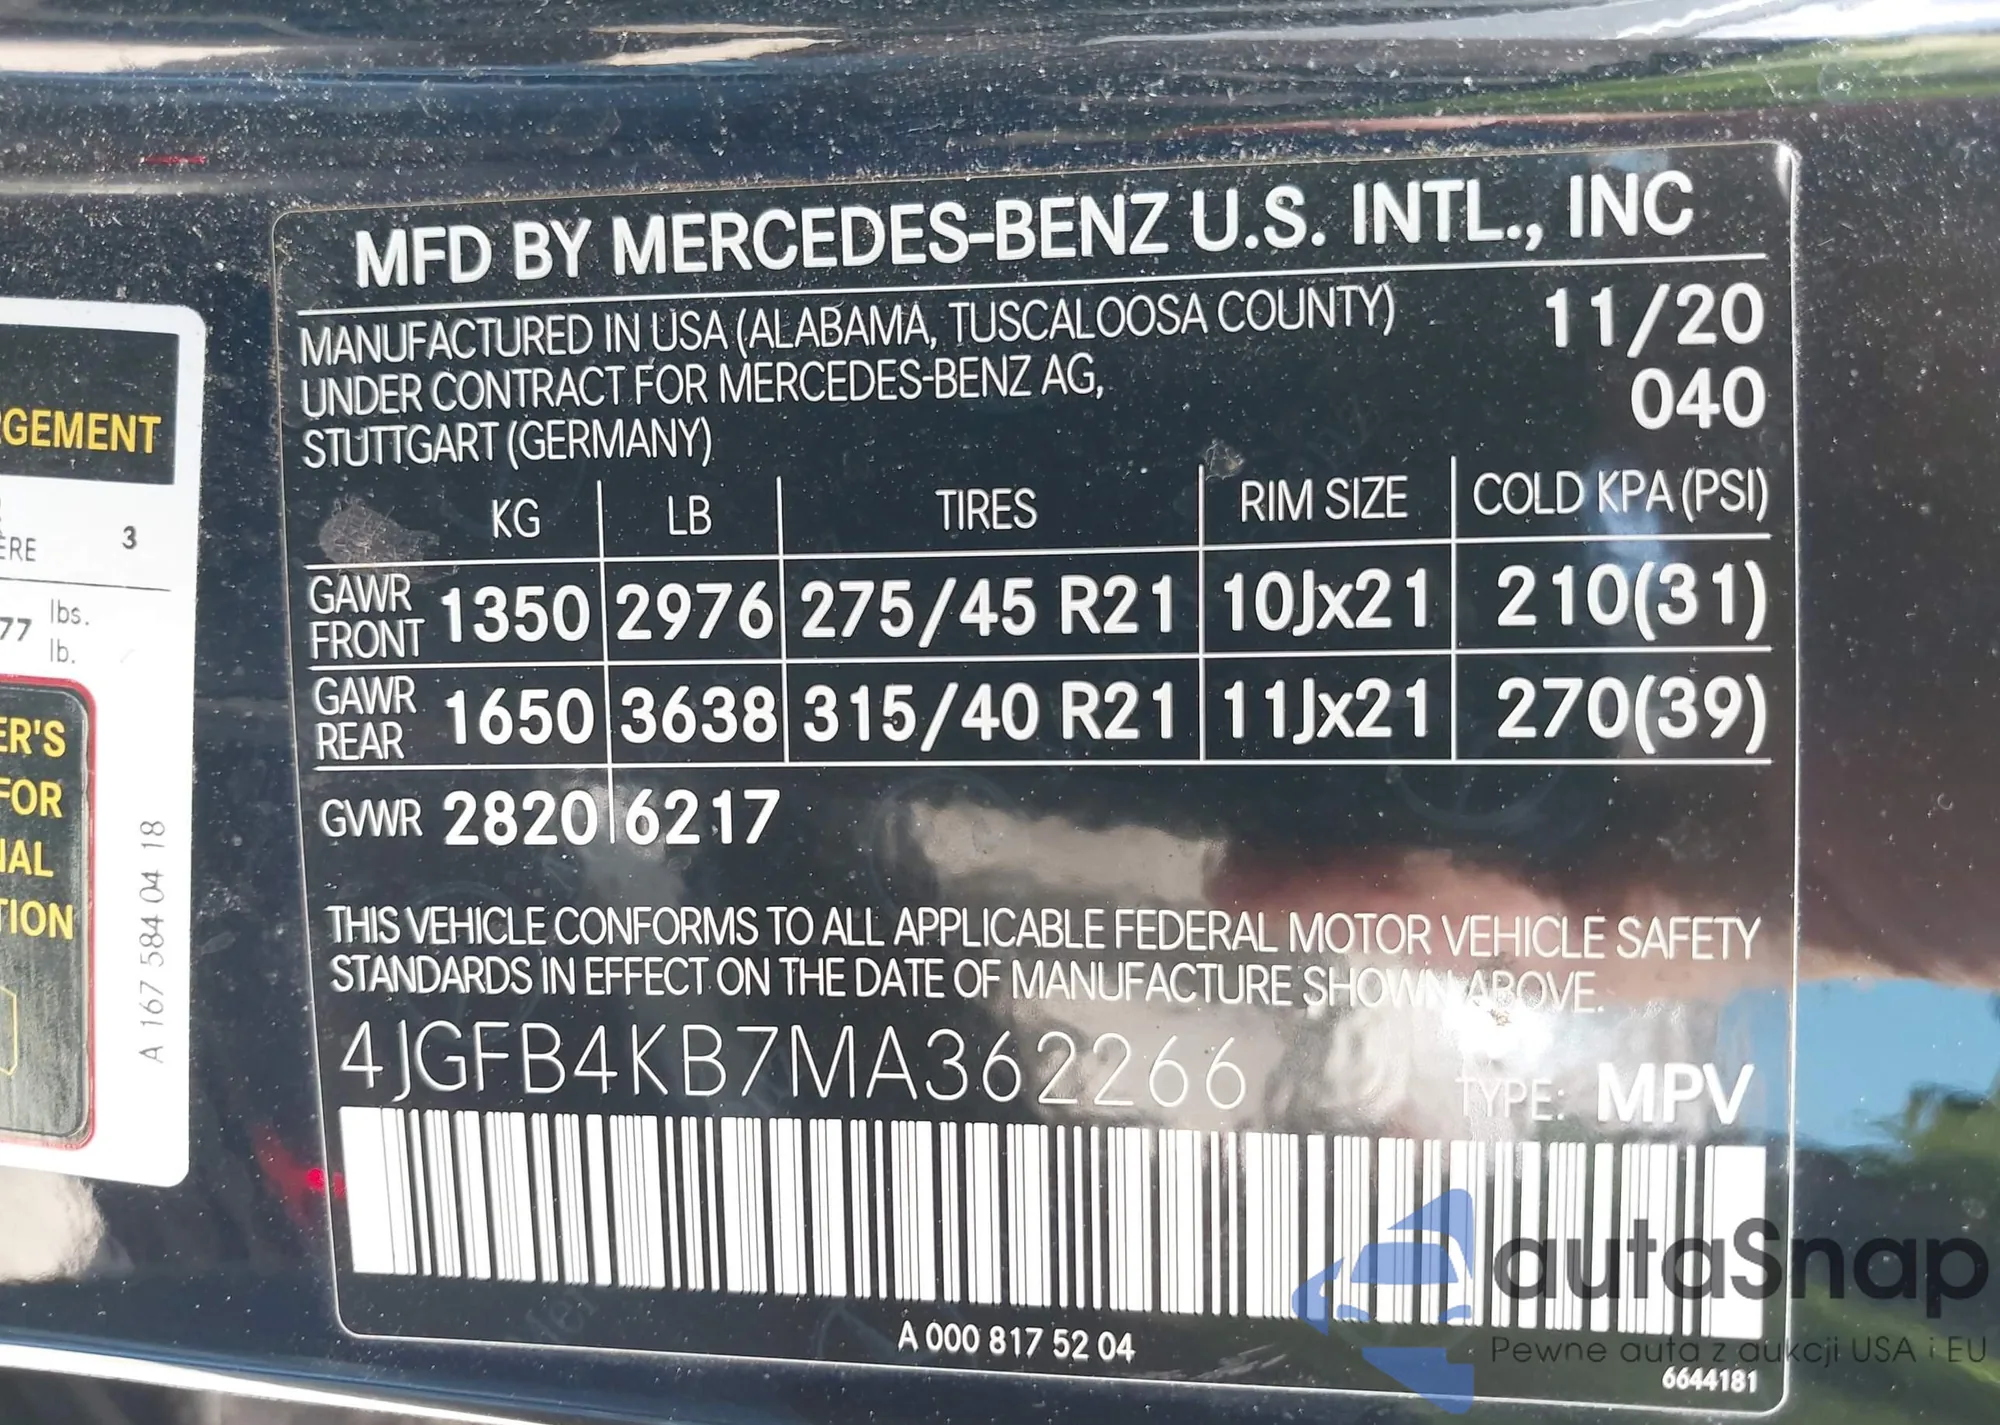 MFD BY MERCEDES-BENZ U.S. INTL., INC
MANUFACTURED IN USA (ALABAMA, TUSCALOOSA COUNTY) 11/20
UNDER CONTRACT FOR MERCEDES-BENZ AG, 040
STUTTGART (GERMANY)
KG LB TIRES RIM SIZE COLD KPA (PSI)
GAWR FRONT 1350 2976 275/45 R21 10Jx21 210(31)
GAWR REAR 1650 3638 315/40 R21 11Jx21 270(39)
GVWR 2820 6217
THIS VEHICLE CONFORMS TO ALL APPLICABLE FEDERAL MOTOR VEHICLE SAFETY
STANDARDS IN EFFECT ON THE DATE OF MANUFACTURE SHOWN ABOVE.
4JGFB4KB7MA362266 TYPE: MPV
A 000 817 52 04
6644181
GEMENT
ERE 3
77 lbs.
lb.
ER'S
FOR
IAL
TION
A 167 584 04 18
autaSnap
Pewne auta z aukcji USA i EU